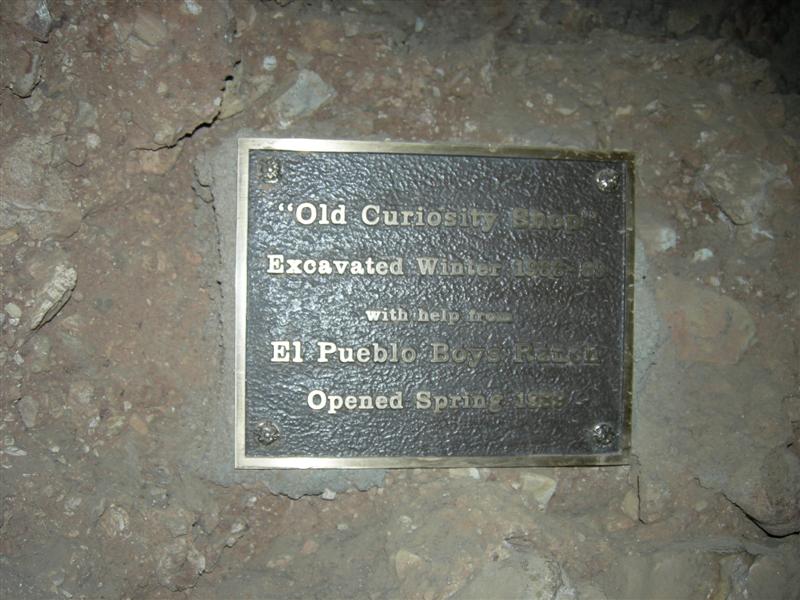 "Old Curiosity Shop"
Excavated Winter
with help from
El Pueblo Boys Ranch
Opened Spring